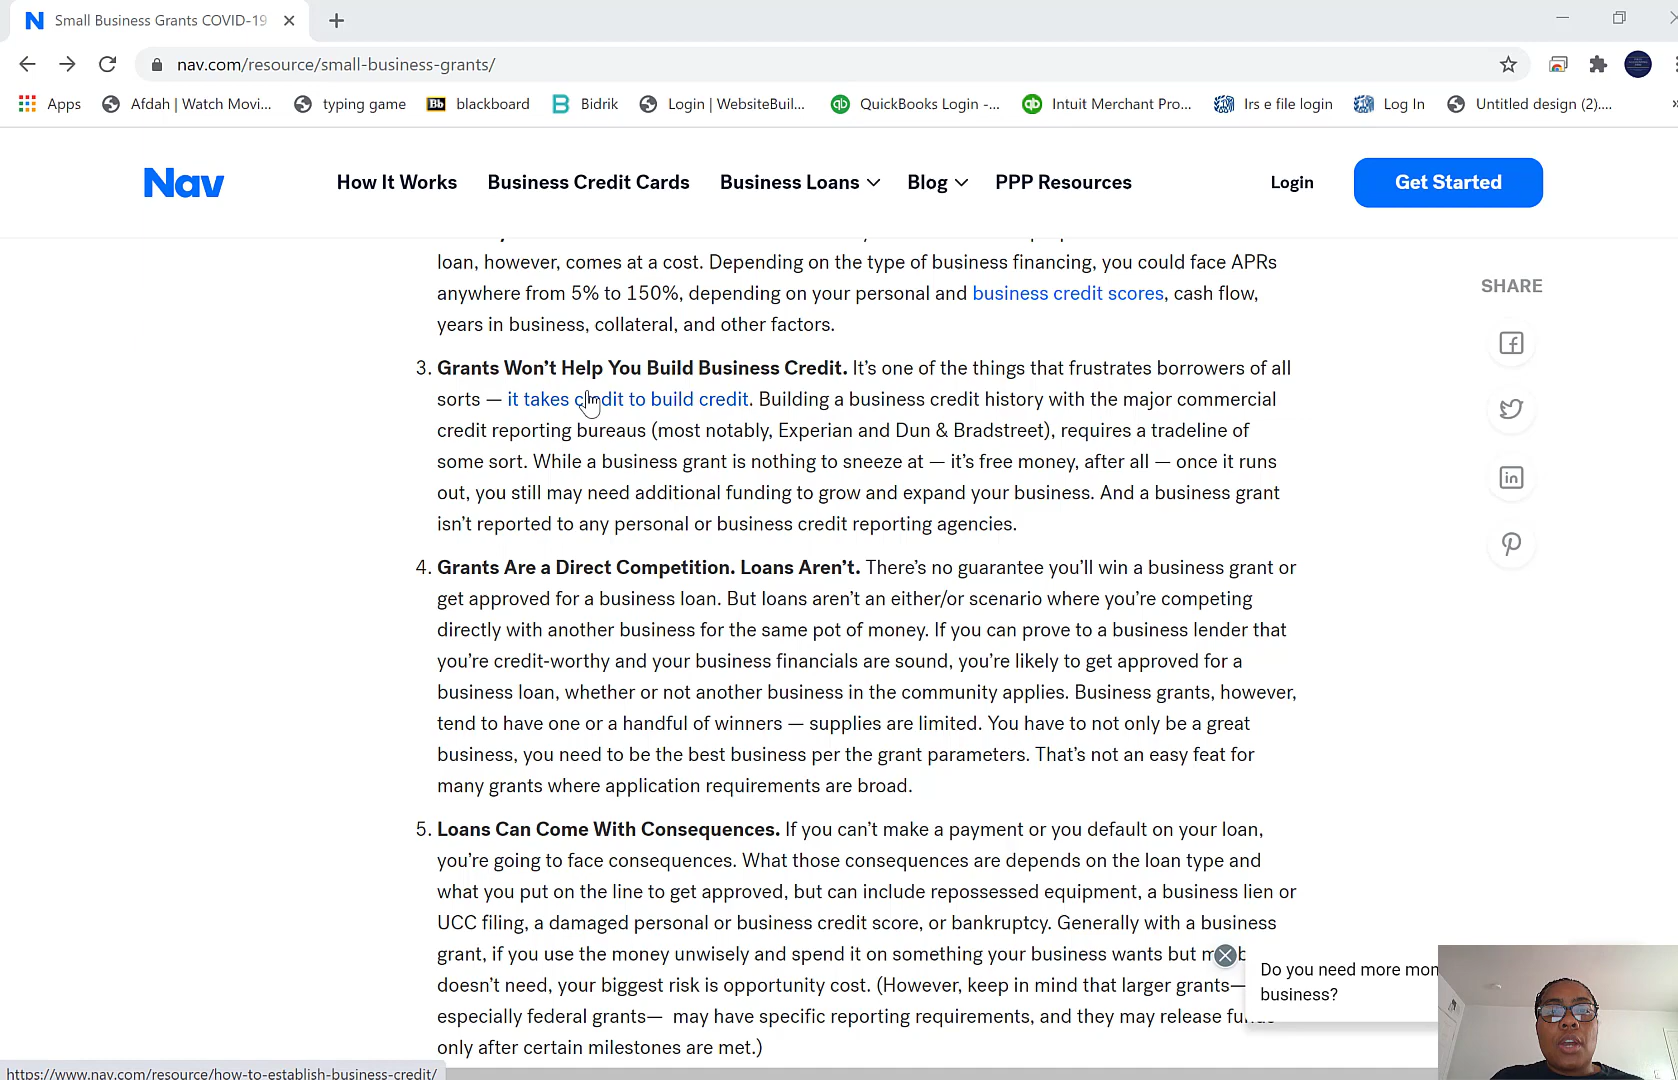 Small Business Grants COVID-19
nav.com/resource/small-business-grants/
Apps
Afdah | Watch Movi...
typing game
Bb
blackboard
Bidrik
Login | WebsiteBuil...
qb
QuickBooks Login -...
Intuit Merchant Pro...
Irs e file login
Log In
Untitled design (2)....
Nav
How It Works
Business Credit Cards
Business Loans
Blog
PPP Resources
Login
Get Started
loan, however, comes at a cost. Depending on the type of business financing, you could face APRs
anywhere from 5% to 150%, depending on your personal and business credit scores, cash flow,
years in business, collateral, and other factors.
3. Grants Won’t Help You Build Business Credit. It’s one of the things that frustrates borrowers of all
sorts — it takes credit to build credit. Building a business credit history with the major commercial
credit reporting bureaus (most notably, Experian and Dun & Bradstreet), requires a tradeline of
some sort. While a business grant is nothing to sneeze at — it’s free money, after all — once it runs
out, you still may need additional funding to grow and expand your business. And a business grant
isn’t reported to any personal or business credit reporting agencies.
4. Grants Are a Direct Competition. Loans Aren’t. There’s no guarantee you’ll win a business grant or
get approved for a business loan. But loans aren’t an either/or scenario where you’re competing
directly with another business for the same pot of money. If you can prove to a business lender that
you’re credit-worthy and your business financials are sound, you’re likely to get approved for a
business loan, whether or not another business in the community applies. Business grants, however,
tend to have one or a handful of winners — supplies are limited. You have to not only be a great
business, you need to be the best business per the grant parameters. That’s not an easy feat for
many grants where application requirements are broad.
5. Loans Can Come With Consequences. If you can’t make a payment or you default on your loan,
you’re going to face consequences. What those consequences are depends on the loan type and
what you put on the line to get approved, but can include repossessed equipment, a business lien or
UCC filing, a damaged personal or business credit score, or bankruptcy. Generally with a business
grant, if you use the money unwisely and spend it on something your business wants but
doesn’t need, your biggest risk is opportunity cost. (However, keep in mind that larger grants—
especially federal grants— may have specific reporting requirements, and they may release funds
only after certain milestones are met.)
SHARE
Do you need more mon
business?
https://www.nav.com/resource/how-to-establish-business-credit/